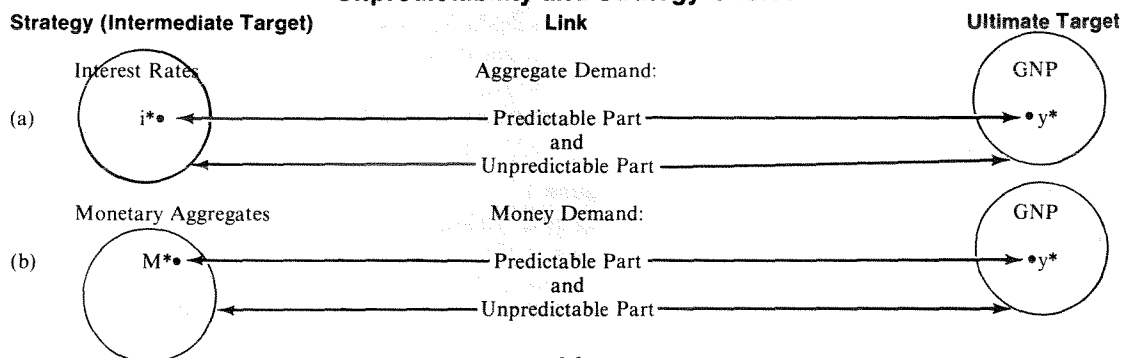 Strategy (Intermediate Target) Link Ultimate Target
Interest Rates Aggregate Demand: GNP
(a) i* Predictable Part y*
and
Unpredictable Part
Monetary Aggregates Money Demand: GNP
(b) M* Predictable Part y*
and
Unpredictable Part